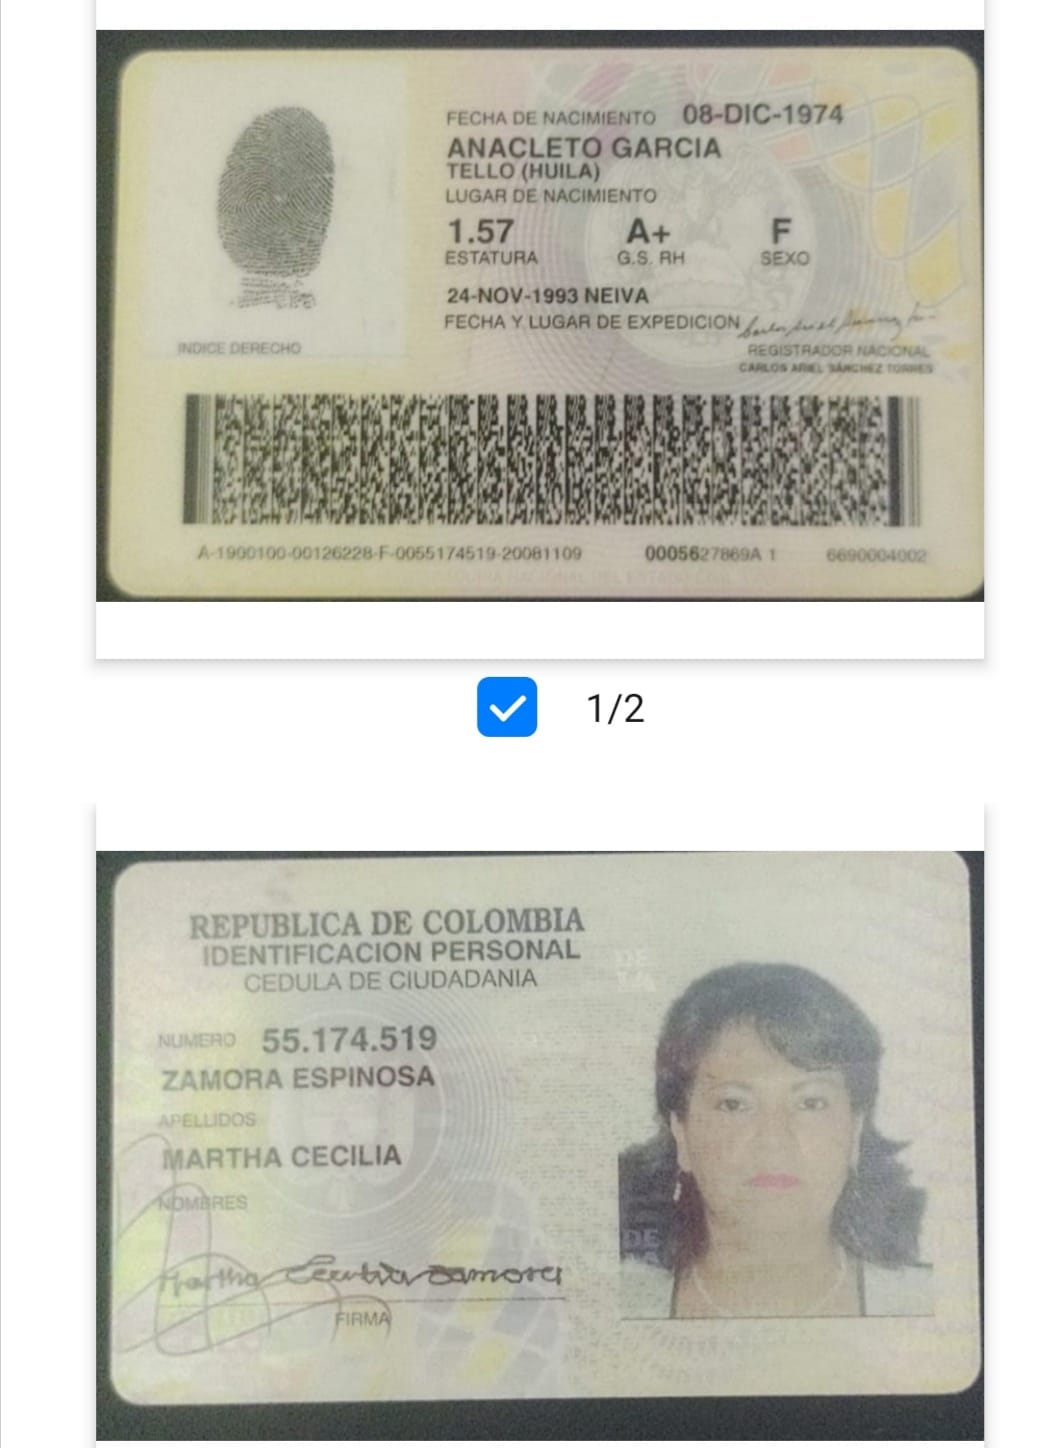 FECHA DE NACIMIENTO 08-DIC-1974
ANACLETO GARCIA
TELLO (HUILA)
LUGAR DE NACIMIENTO
1.57 A+ F
ESTATURA G.S. RH SEXO
24-NOV-1993 NEIVA
FECHA Y LUGAR DE EXPEDICION
INDICE DERECHO
REGISTRADOR NACIONAL
CARLOS ARIEL SÁNCHEZ TORRES
A-1900100-00126228-F-0055174519-20081109 0005627869A 1 6690004002
1/2
REPUBLICA DE COLOMBIA
IDENTIFICACION PERSONAL
CEDULA DE CIUDADANIA
NUMERO 55.174.519
ZAMORA ESPINOSA
APELLIDOS
MARTHA CECILIA
NOMBRES
Martha Cecilia Zamora
FIRMA